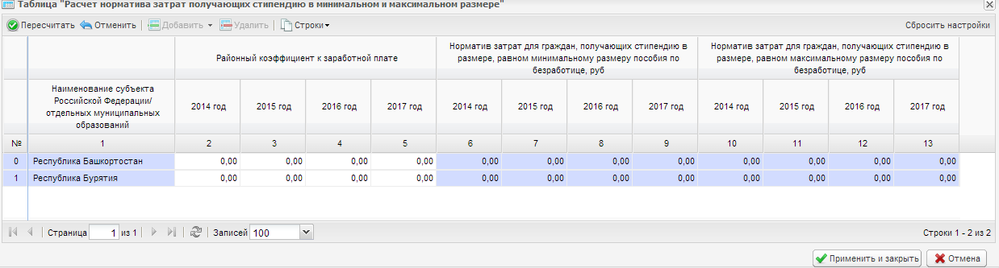 Таблица "Расчет норматива затрат получающих стипендию в минимальном и максимальном размере"
Пересчитать Отменить Добавить Удалить Строки Сбросить настройки
Районный коэффициент к заработной плате
Норматив затрат для граждан, получающих стипендию в
размере, равном минимальному размеру пособия по
безработице, руб
Норматив затрат для граждан, получающих стипендию в
размере, равном максимальному размеру пособия по
безработице, руб
Наименование субъекта
Российской Федерации/
отдельных муниципальных
образований
2014 год 2015 год 2016 год 2017 год 2014 год 2015 год 2016 год 2017 год 2014 год 2015 год 2016 год 2017 год
№ 1 2 3 4 5 6 7 8 9 10 11 12 13
0 Республика Башкортостан 0,00 0,00 0,00 0,00 0,00 0,00 0,00 0,00 0,00 0,00 0,00 0,00
1 Республика Бурятия 0,00 0,00 0,00 0,00 0,00 0,00 0,00 0,00 0,00 0,00 0,00 0,00
Страница 1 из 1 Записей 100 Строки 1 - 2 из 2
Применить и закрыть Отмена